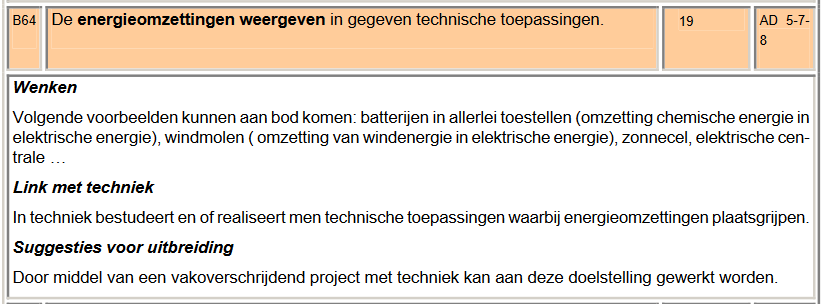 B64 De energieomzettingen weergeven in gegeven technische toepassingen. 19 AD 5-7-
8
Wenken
Volgende voorbeelden kunnen aan bod komen: batterijen in allerlei toestellen (omzetting chemische energie in
elektrische energie), windmolen ( omzetting van windenergie in elektrische energie), zonnecel, elektrische cen-
trale …
Link met techniek
In techniek bestudeert en of realiseert men technische toepassingen waarbij energieomzettingen plaatsgrijpen.
Suggesties voor uitbreiding
Door middel van een vakoverschrijdend project met techniek kan aan deze doelstelling gewerkt worden.